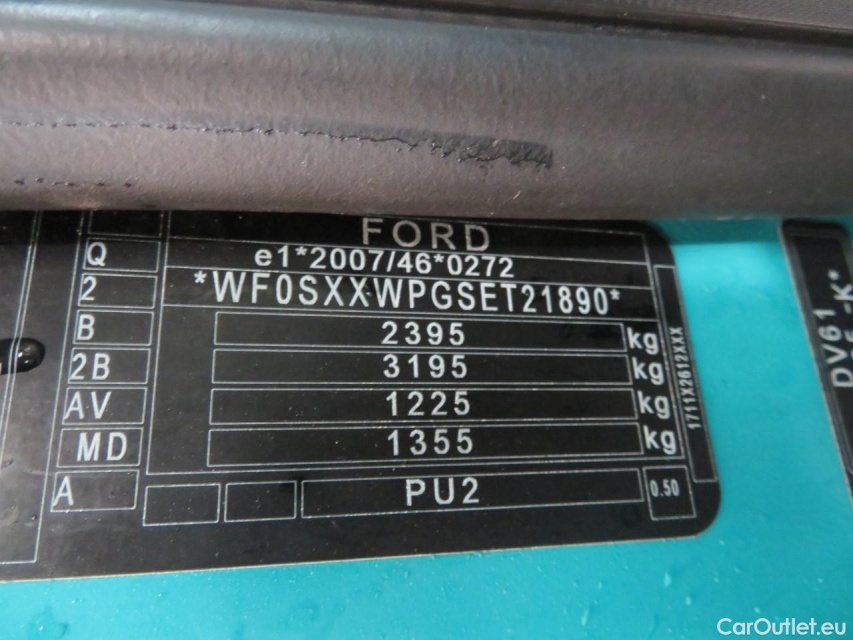 FORD
Q e1*2007/46*0272
2 *WF0SXXWPGSET21890*
B 2395 kg
2B 3195 kg
AV 1225 kg
MD 1355 kg
A PU2 0.50
1711X2612XXX
DV61
-K*
CarOutlet.eu